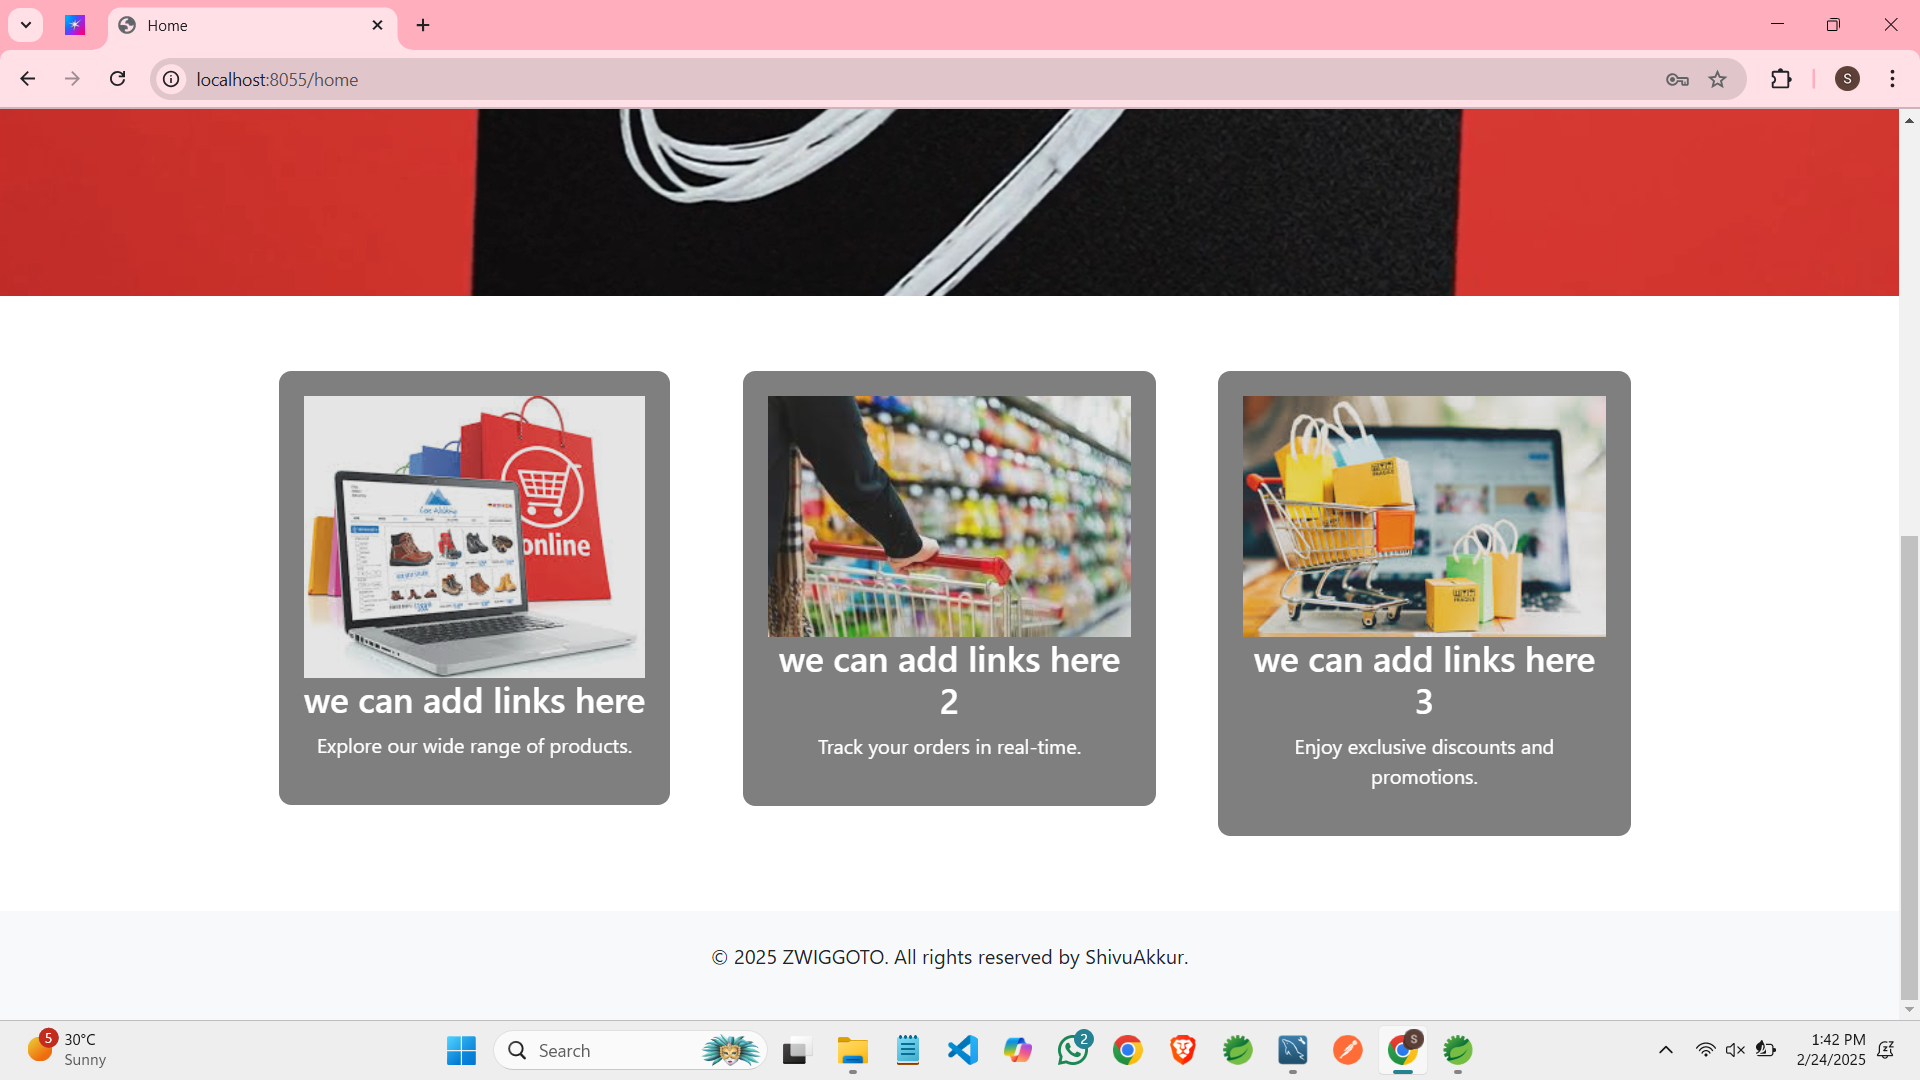 Home
localhost:8055/home
S
online
we can add links here
Explore our wide range of products.
we can add links here
2
Track your orders in real-time.
we can add links here
3
Enjoy exclusive discounts and
promotions.
© 2025 ZWIGGOTO. All rights reserved by ShivuAkkur.
5
30°C
Sunny
Search
2
S
1:42 PM
2/24/2025